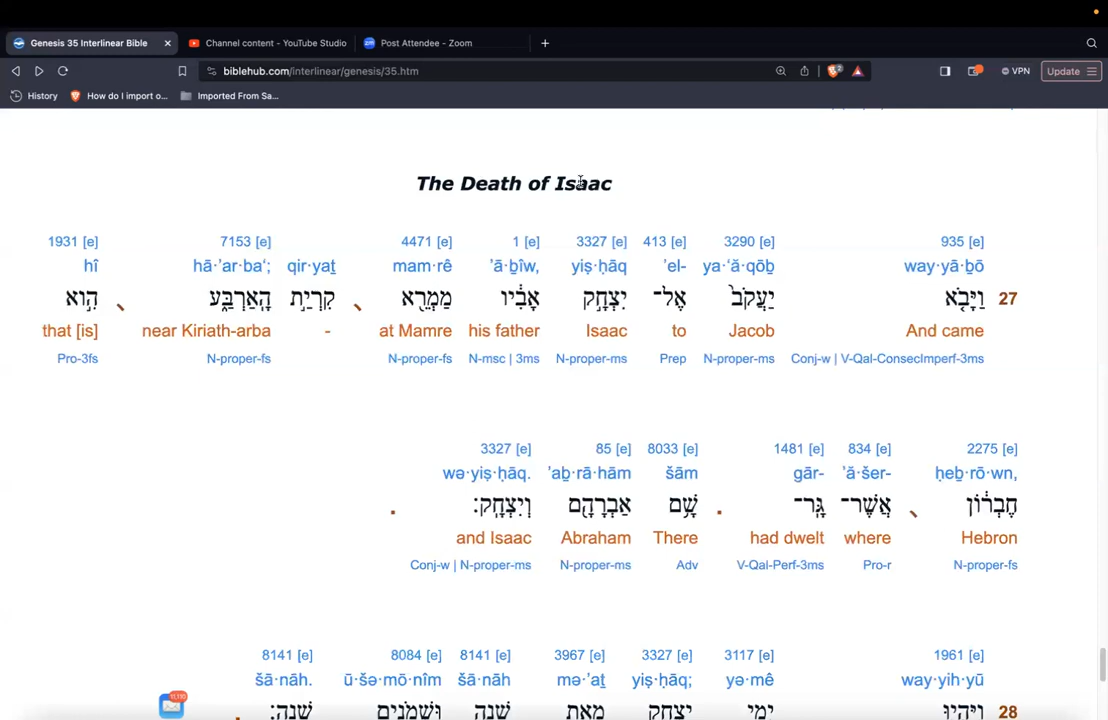 Genesis 35 Interlinear Bible × Channel content - YouTube Studio Post Attendee - Zoom +
biblehub.com/interlinear/genesis/35.htm VPN Update
History How do I import o... Imported From Sa...
The Death of Isaac
1931 [e] 7153 [e] 4471 [e] 1 [e] 3327 [e] 413 [e] 3290 [e] 935 [e]
hî hā·’ar·ba‘; qir·yaṯ mam·rê ’ā·ḇîw, yiṣ·ḥāq ’el- ya·‘ă·qōḇ way·yā·ḇō
27 וַיָּבֹ֤א יַעֲקֹב֙ אֶל־ יִצְחָ֣ק אָבִ֔יו מַמְרֵ֖א 、 קִרְיַ֣ת הָֽאַרְבַּ֑ע 、 הִ֣וא
that [is] near Kiriath-arba - at Mamre his father Isaac to Jacob And came
Pro-3fs N-proper-fs N-proper-fs N-msc | 3ms N-proper-ms Prep N-proper-ms Conj-w | V-Qal-ConsecImperf-3ms
3327 [e] 85 [e] 8033 [e] 1481 [e] 834 [e] 2275 [e]
wə·yiṣ·ḥāq. ’aḇ·rā·hām šām gār- ’ă·šer- ḥeḇ·rō·wn,
חֶבְר֔וֹן 、 אֲשֶׁר־ גָּֽר־ . שָׁ֥ם אַבְרָהָ֖ם וְיִצְחָֽק׃ .
and Isaac Abraham There had dwelt where Hebron
Conj-w | N-proper-ms N-proper-ms Adv V-Qal-Perf-3ms Pro-r N-proper-fs
8141 [e] 8084 [e] 8141 [e] 3967 [e] 3327 [e] 3117 [e] 1961 [e]
šā·nāh. ū·šə·mō·nîm šā·nāh mə·’aṯ yiṣ·ḥāq; yə·mê way·yih·yū
28 וַיִּֽהְי֖וּ יְמֵ֣י יִצְחָ֑ק מְאַ֥ת שָׁנָ֖ה וּשְׁמֹנִ֥ים שָׁנָֽה׃ .